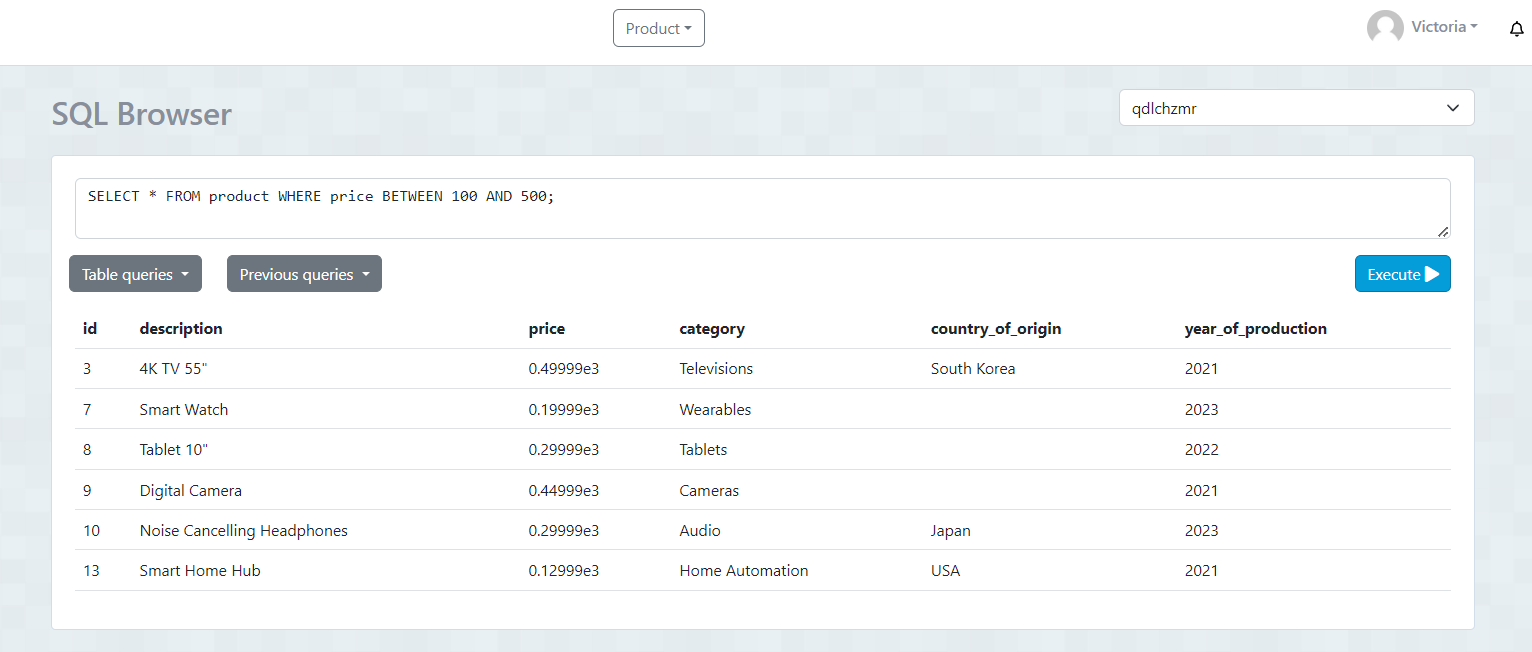 Product
Victoria
SQL Browser
qdlchzmr
SELECT * FROM product WHERE price BETWEEN 100 AND 500;
Table queries Previous queries Execute
id description price category country_of_origin year_of_production
3 4K TV 55" 0.49999e3 Televisions South Korea 2021
7 Smart Watch 0.19999e3 Wearables 2023
8 Tablet 10" 0.29999e3 Tablets 2022
9 Digital Camera 0.44999e3 Cameras 2021
10 Noise Cancelling Headphones 0.29999e3 Audio Japan 2023
13 Smart Home Hub 0.12999e3 Home Automation USA 2021